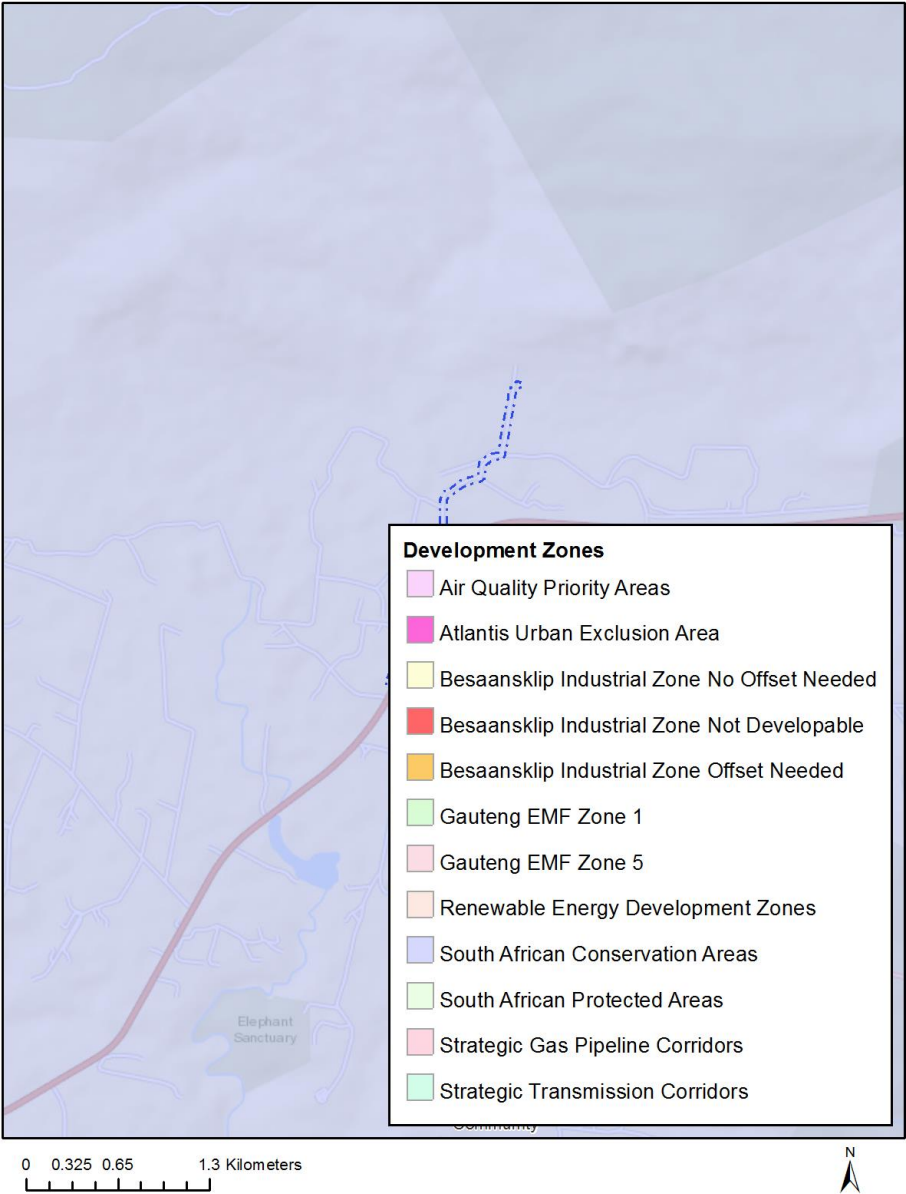 Development Zones
Air Quality Priority Areas
Atlantis Urban Exclusion Area
Besaansklip Industrial Zone No Offset Needed
Besaansklip Industrial Zone Not Developable
Besaansklip Industrial Zone Offset Needed
Gauteng EMF Zone 1
Gauteng EMF Zone 5
Renewable Energy Development Zones
South African Conservation Areas
South African Protected Areas
Strategic Gas Pipeline Corridors
Strategic Transmission Corridors
Elephant
Sanctuary
Community
0 0.325 0.65 1.3 Kilometers
N